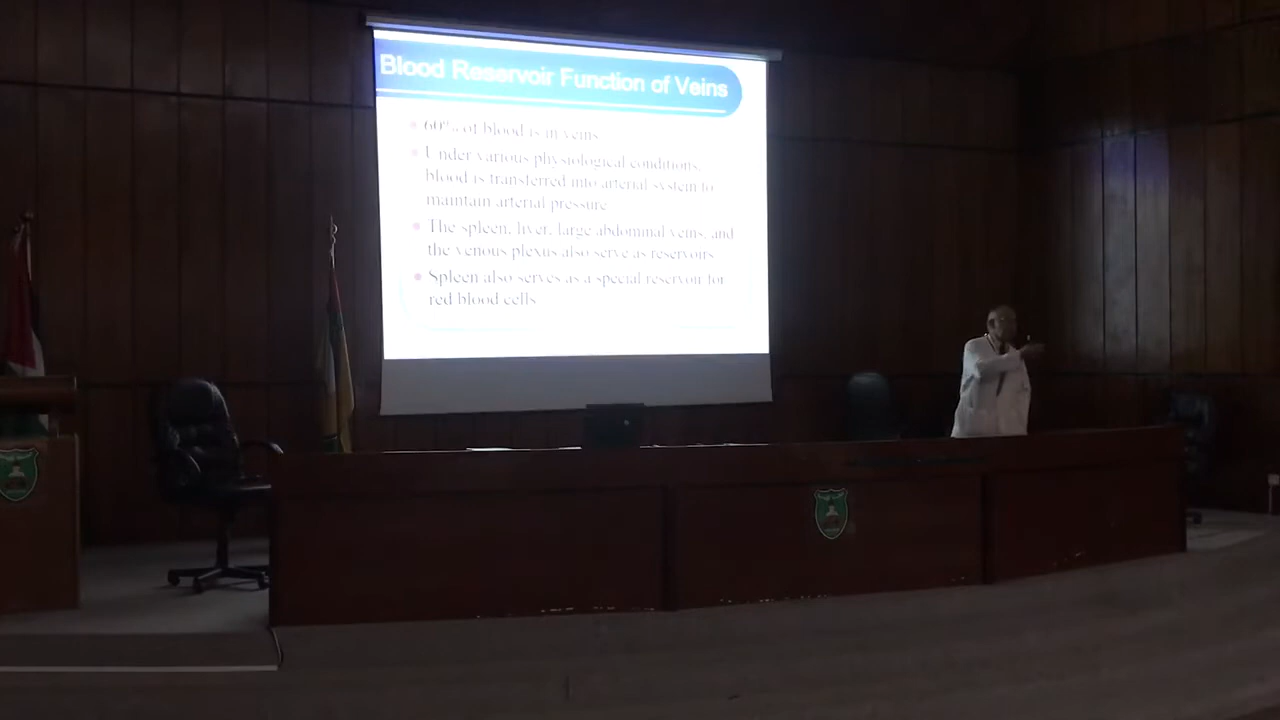 Blood Reservoir Function of Veins
60% of blood is in veins
Under various physiological conditions,
blood is transferred into arterial system to
maintain arterial pressure
The spleen, liver, large abdominal veins, and
the venous plexus also serve as reservoirs
Spleen also serves as a special reservoir for
red blood cells